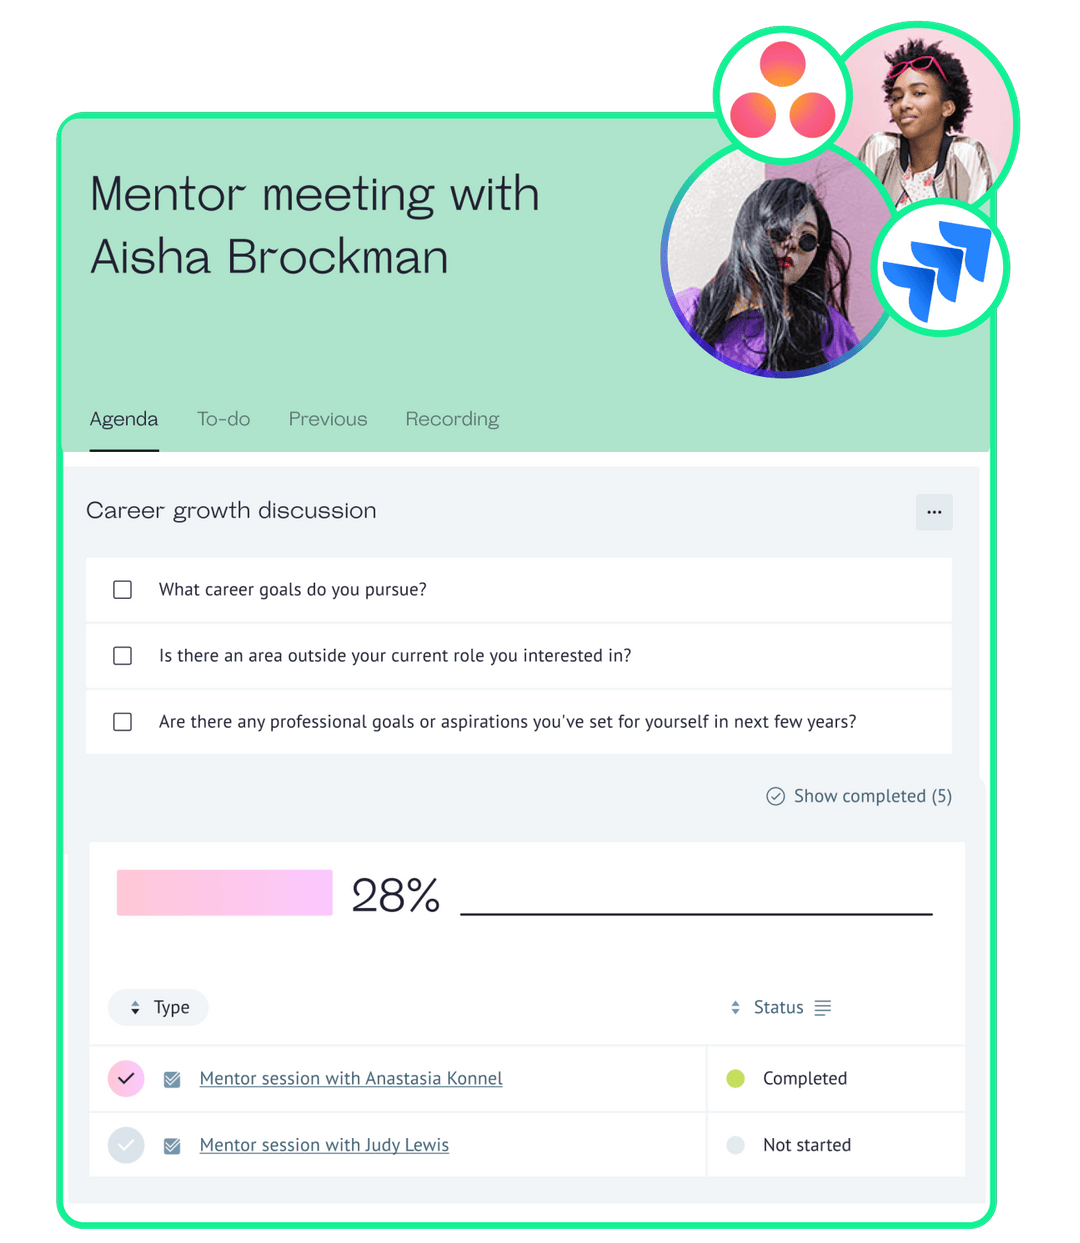 Mentor meeting with
Aisha Brockman
Agenda To-do Previous Recording
Career growth discussion
What career goals do you pursue?
Is there an area outside your current role you interested in?
Are there any professional goals or aspirations you've set for yourself in next few years?
Show completed (5)
28%
Type Status
Mentor session with Anastasia Konnel Completed
Mentor session with Judy Lewis Not started